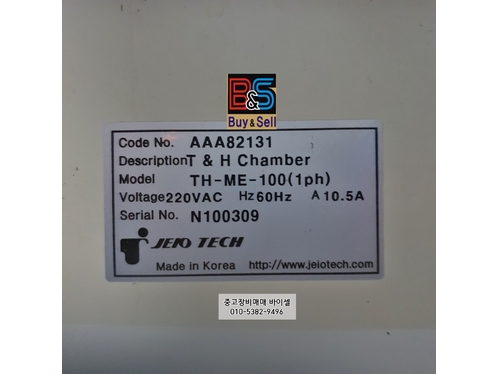 B&S
Buy & Sell
Code No. AAA82131
Description T & H Chamber
Model TH-ME-100(1ph)
Voltage 220VAC Hz 60Hz A 10.5A
Serial No. N100309
JEIO TECH
Made in Korea http://www.jeiotech.com/
중고장비매매 바이셀
010-5382-9496